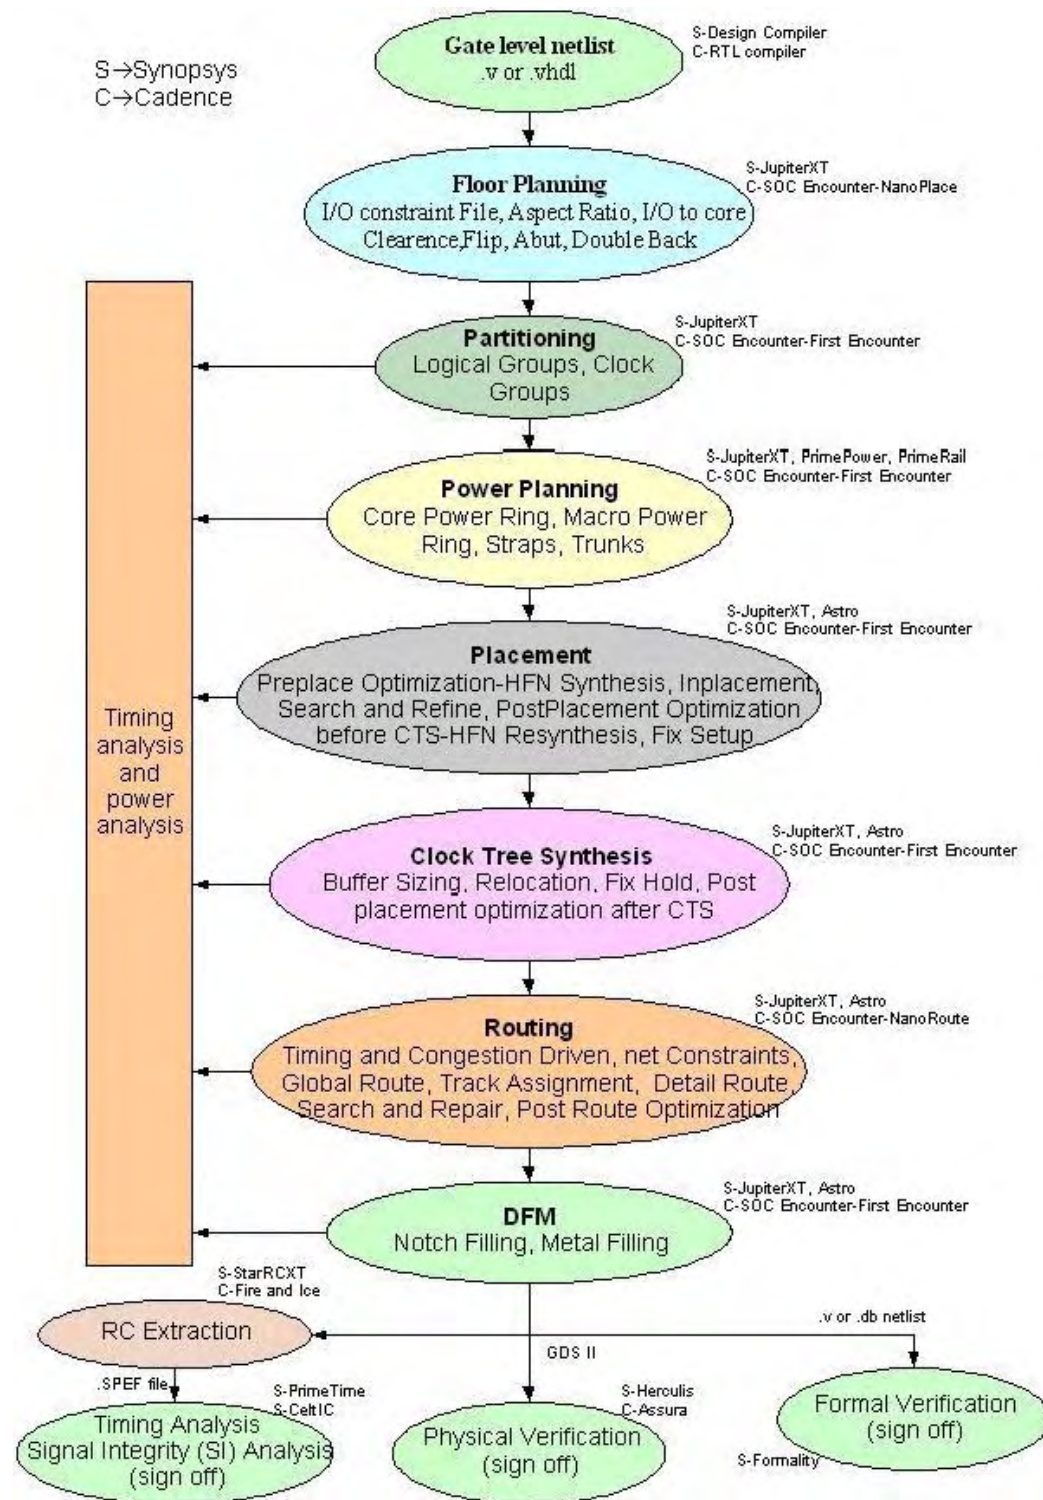 S→Synopsys
C→Cadence
Gate level netlist
.v or .vhdl
S-Design Compiler
C-RTL compiler
S-JupiterXT
C-SOC Encounter-NanoPlace
Floor Planning
I/O constraint File, Aspect Ratio, I/O to core
Clearence,Flip, Abut, Double Back
S-JupiterXT
C-SOC Encounter-First Encounter
Partitioning
Logical Groups, Clock
Groups
S-JupiterXT, PrimePower, PrimeRail
C-SOC Encounter-First Encounter
Power Planning
Core Power Ring, Macro Power
Ring, Straps, Trunks
S-JupiterXT, Astro
C-SOC Encounter-First Encounter
Placement
Preplace Optimization-HFN Synthesis, Inplacement,
Search and Refine, PostPlacement Optimization
before CTS-HFN Resynthesis, Fix Setup
Timing
analysis
and
power
analysis
S-JupiterXT, Astro
C-SOC Encounter-First Encounter
Clock Tree Synthesis
Buffer Sizing, Relocation, Fix Hold, Post
placement optimization after CTS
S-JupiterXT, Astro
C-SOC Encounter-NanoRoute
Routing
Timing and Congestion Driven, net Constraints,
Global Route, Track Assignment, Detail Route,
Search and Repair, Post Route Optimization
S-JupiterXT, Astro
C-SOC Encounter-First Encounter
DFM
Notch Filling, Metal Filling
S-StarRCXT
C-Fire and Ice
RC Extraction
.v or .db netlist
GDS II
.SPEF file
S-PrimeTime
S-CeltIC
Timing Analysis
Signal Integrity (SI) Analysis
(sign off)
S-Herculis
C-Assura
Physical Verification
(sign off)
Formal Verification
(sign off)
S-Formality